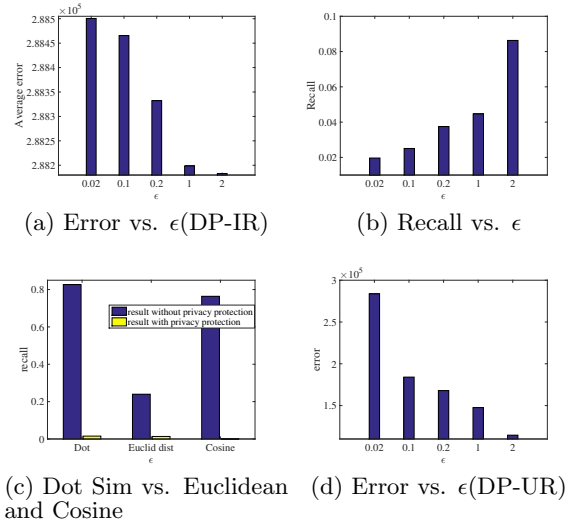 ×10^5
2.885
2.8845
2.884
2.8835
2.883
2.8825
2.882
Average error
0.02 0.1 0.2 1 2
ϵ
(a) Error vs. ϵ(DP-IR)
0.1
0.08
0.06
0.04
0.02
Recall
0.02 0.1 0.2 1 2
ϵ
(b) Recall vs. ϵ
0.8
0.6
0.4
0.2
0
recall
result without privacy protection
result with privacy protection
Dot Euclid dist Cosine
ϵ
(c) Dot Sim vs. Euclidean
and Cosine
×10^5
3
2.5
2
1.5
error
0.02 0.1 0.2 1 2
ϵ
(d) Error vs. ϵ(DP-UR)